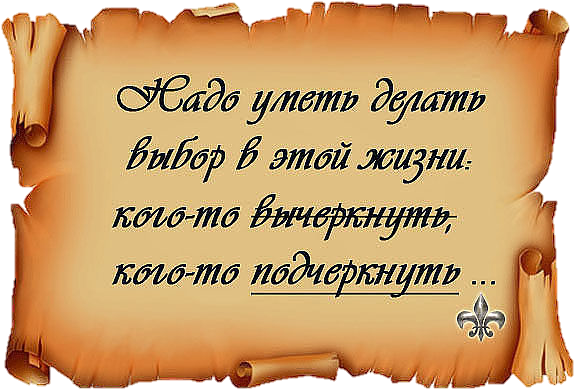 Надо уметь делать
выбор в этой жизни:
кого-то вычеркнуть,
кого-то подчеркнуть ...